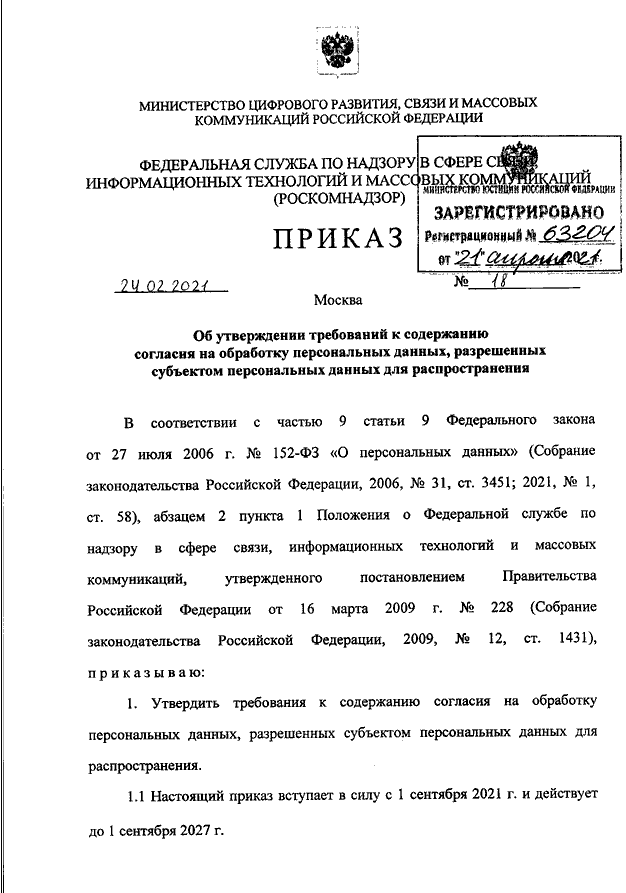 МИНИСТЕРСТВО ЦИФРОВОГО РАЗВИТИЯ, СВЯЗИ И МАССОВЫХ
КОММУНИКАЦИЙ РОССИЙСКОЙ ФЕДЕРАЦИИ
ФЕДЕРАЛЬНАЯ СЛУЖБА ПО НАДЗОРУ В СФЕРЕ СВЯЗИ,
ИНФОРМАЦИОННЫХ ТЕХНОЛОГИЙ И МАССОВЫХ КОММУНИКАЦИЙ
(РОСКОМНАДЗОР)
МИНИСТЕРСТВО ЮСТИЦИИ РОССИЙСКОЙ ФЕДЕРАЦИИ
ЗАРЕГИСТРИРОВАНО
Регистрационный № 63204
от "21" апреля 2021.
ПРИКАЗ
24.02.2021
№ 18
Москва
Об утверждении требований к содержанию
согласия на обработку персональных данных, разрешенных
субъектом персональных данных для распространения
В соответствии с частью 9 статьи 9 Федерального закона
от 27 июля 2006 г. № 152-ФЗ «О персональных данных» (Собрание
законодательства Российской Федерации, 2006, № 31, ст. 3451; 2021, № 1,
ст. 58), абзацем 2 пункта 1 Положения о Федеральной службе по
надзору в сфере связи, информационных технологий и массовых
коммуникаций, утвержденного постановлением Правительства
Российской Федерации от 16 марта 2009 г. № 228 (Собрание
законодательства Российской Федерации, 2009, № 12, ст. 1431),
п р и к а з ы в а ю:
1. Утвердить требования к содержанию согласия на обработку
персональных данных, разрешенных субъектом персональных данных для
распространения.
1.1 Настоящий приказ вступает в силу с 1 сентября 2021 г. и действует
до 1 сентября 2027 г.